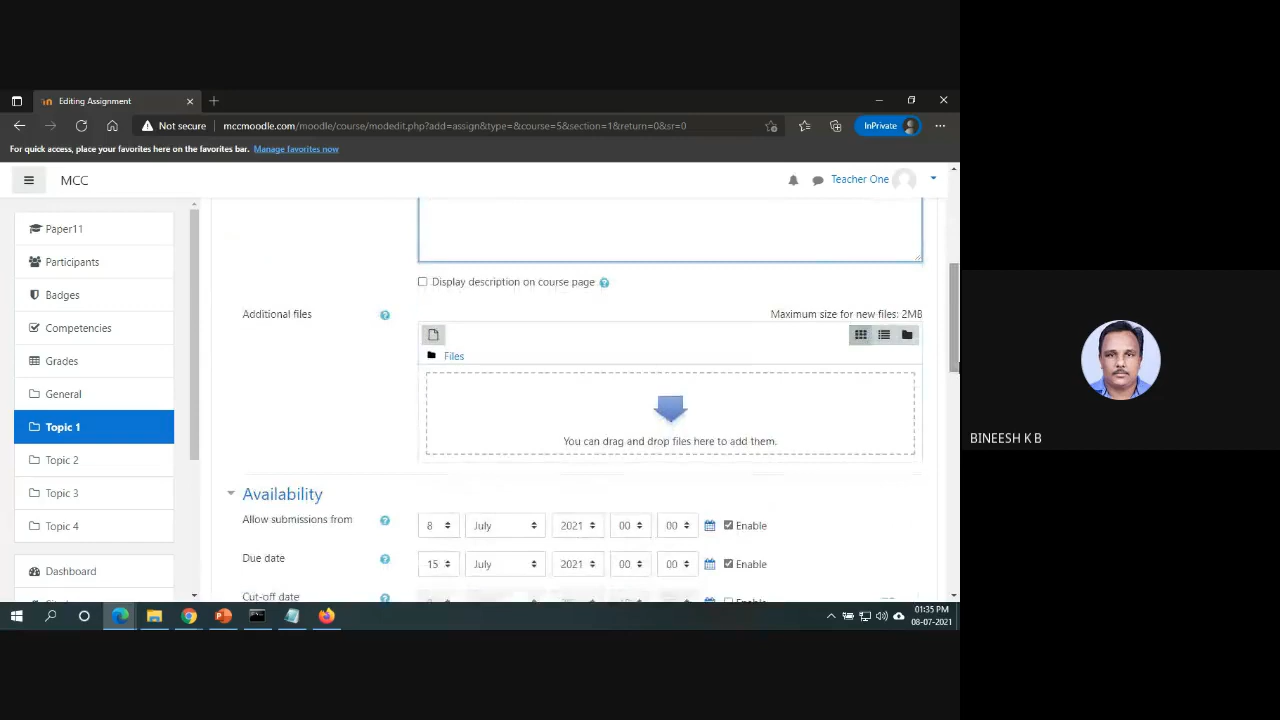 Editing Assignment
Not secure mccmoodle.com/moodle/course/modedit.php?add=assign&type=&course=5&section=1&return=0&sr=0 InPrivate
For quick access, place your favorites here on the favorites bar. Manage favorites now
MCC Teacher One
Paper11
Participants
Badges
Competencies
Grades
General
Topic 1
Topic 2
Topic 3
Topic 4
Dashboard
Display description on course page
Additional files Maximum size for new files: 2MB
Files
You can drag and drop files here to add them.
Availability
Allow submissions from 8 July 2021 00 00 Enable
Due date 15 July 2021 00 00 Enable
Cut-off date
01:35 PM
08-07-2021
BINEESH K B